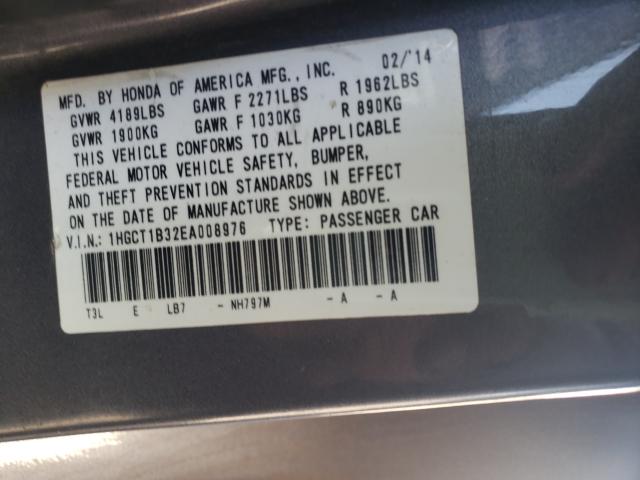 MFD. BY HONDA OF AMERICA MFG., INC. 02/'14
GVWR 4189LBS GAWR F 2271LBS R 1962LBS
GVWR 1900KG GAWR F 1030KG R 890KG
THIS VEHICLE CONFORMS TO ALL APPLICABLE
FEDERAL MOTOR VEHICLE SAFETY, BUMPER,
AND THEFT PREVENTION STANDARDS IN EFFECT
ON THE DATE OF MANUFACTURE SHOWN ABOVE.
V.I.N.: 1HGCT1B32EA008976 TYPE: PASSENGER CAR
T3L E LB7 - NH797M - A - A